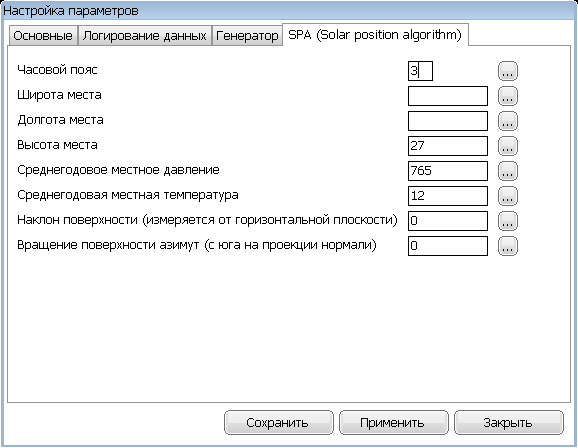 Настройка параметров
Основные Логирование данных Генератор SPA (Solar position algorithm)
Часовой пояс 3 ...
Широта места ...
Долгота места ...
Высота места 27 ...
Среднегодовое местное давление 765 ...
Среднегодовая местная температура 12 ...
Наклон поверхности (измеряется от горизонтальной плоскости) 0 ...
Вращение поверхности азимут (с юга на проекции нормали) 0 ...
Сохранить Применить Закрыть